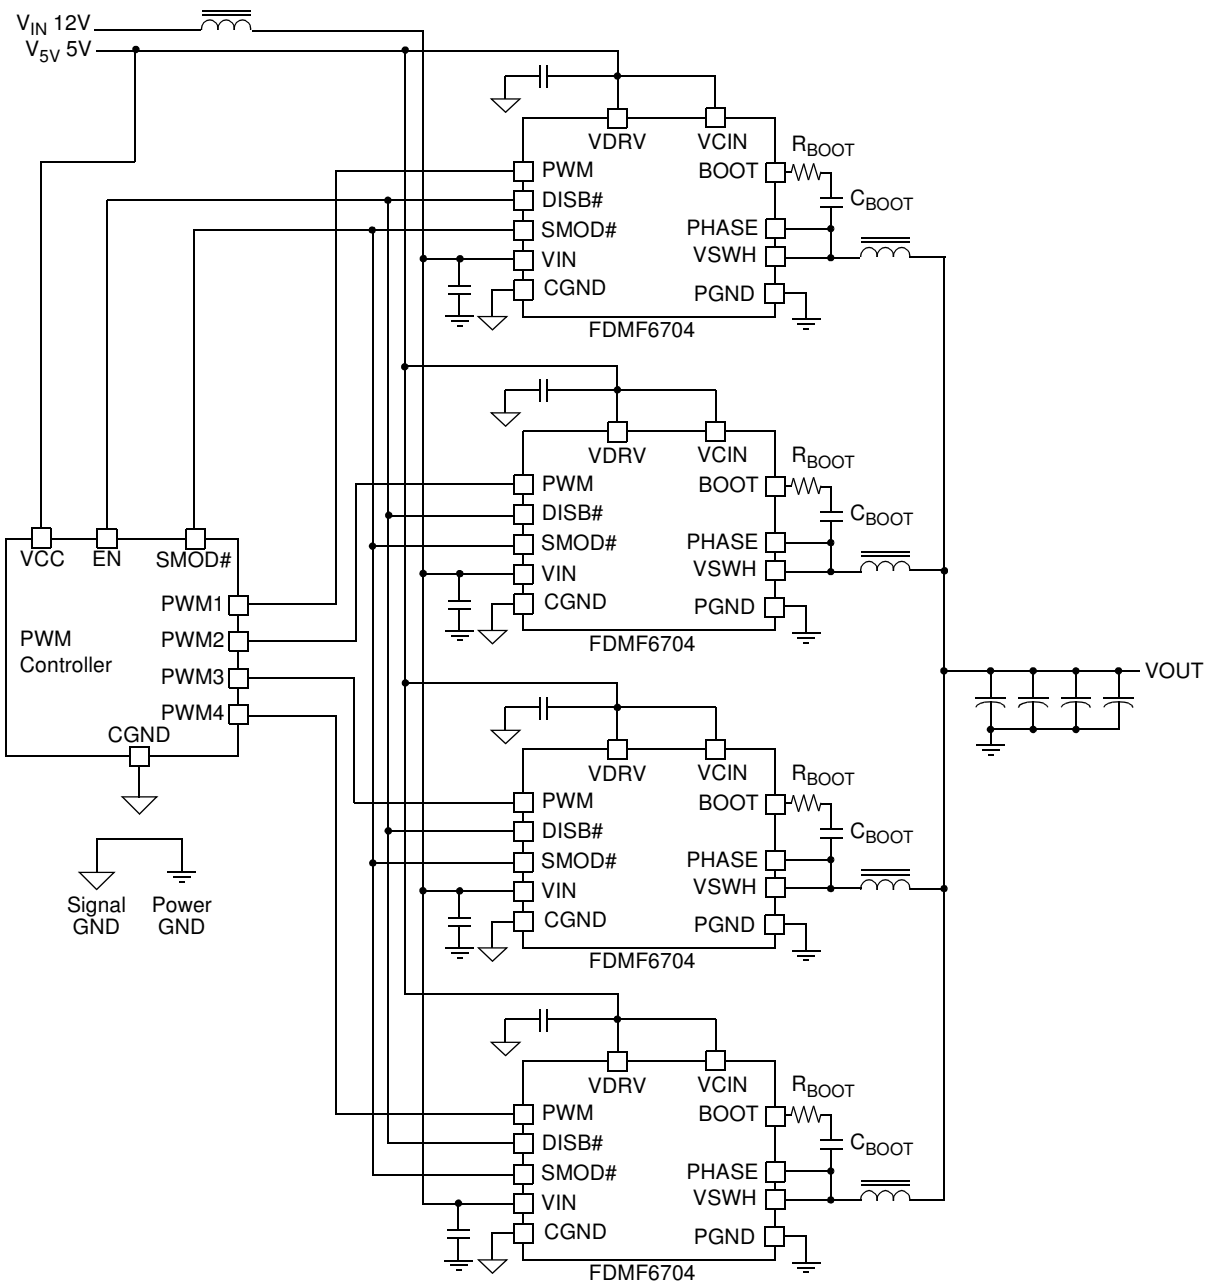 VIN 12V
V5V 5V
VDRV
VCIN
PWM
DISB#
SMOD#
VIN
CGND
BOOT
PHASE
VSWH
PGND
RBOOT
CBOOT
FDMF6704
VDRV
VCIN
PWM
DISB#
SMOD#
VIN
CGND
BOOT
PHASE
VSWH
PGND
RBOOT
CBOOT
FDMF6704
VCC
EN
SMOD#
PWM1
PWM2
PWM3
PWM4
PWM
Controller
CGND
Signal
GND
Power
GND
VOUT
VDRV
VCIN
PWM
DISB#
SMOD#
VIN
CGND
BOOT
PHASE
VSWH
PGND
RBOOT
CBOOT
FDMF6704
VDRV
VCIN
PWM
DISB#
SMOD#
VIN
CGND
BOOT
PHASE
VSWH
PGND
RBOOT
CBOOT
FDMF6704